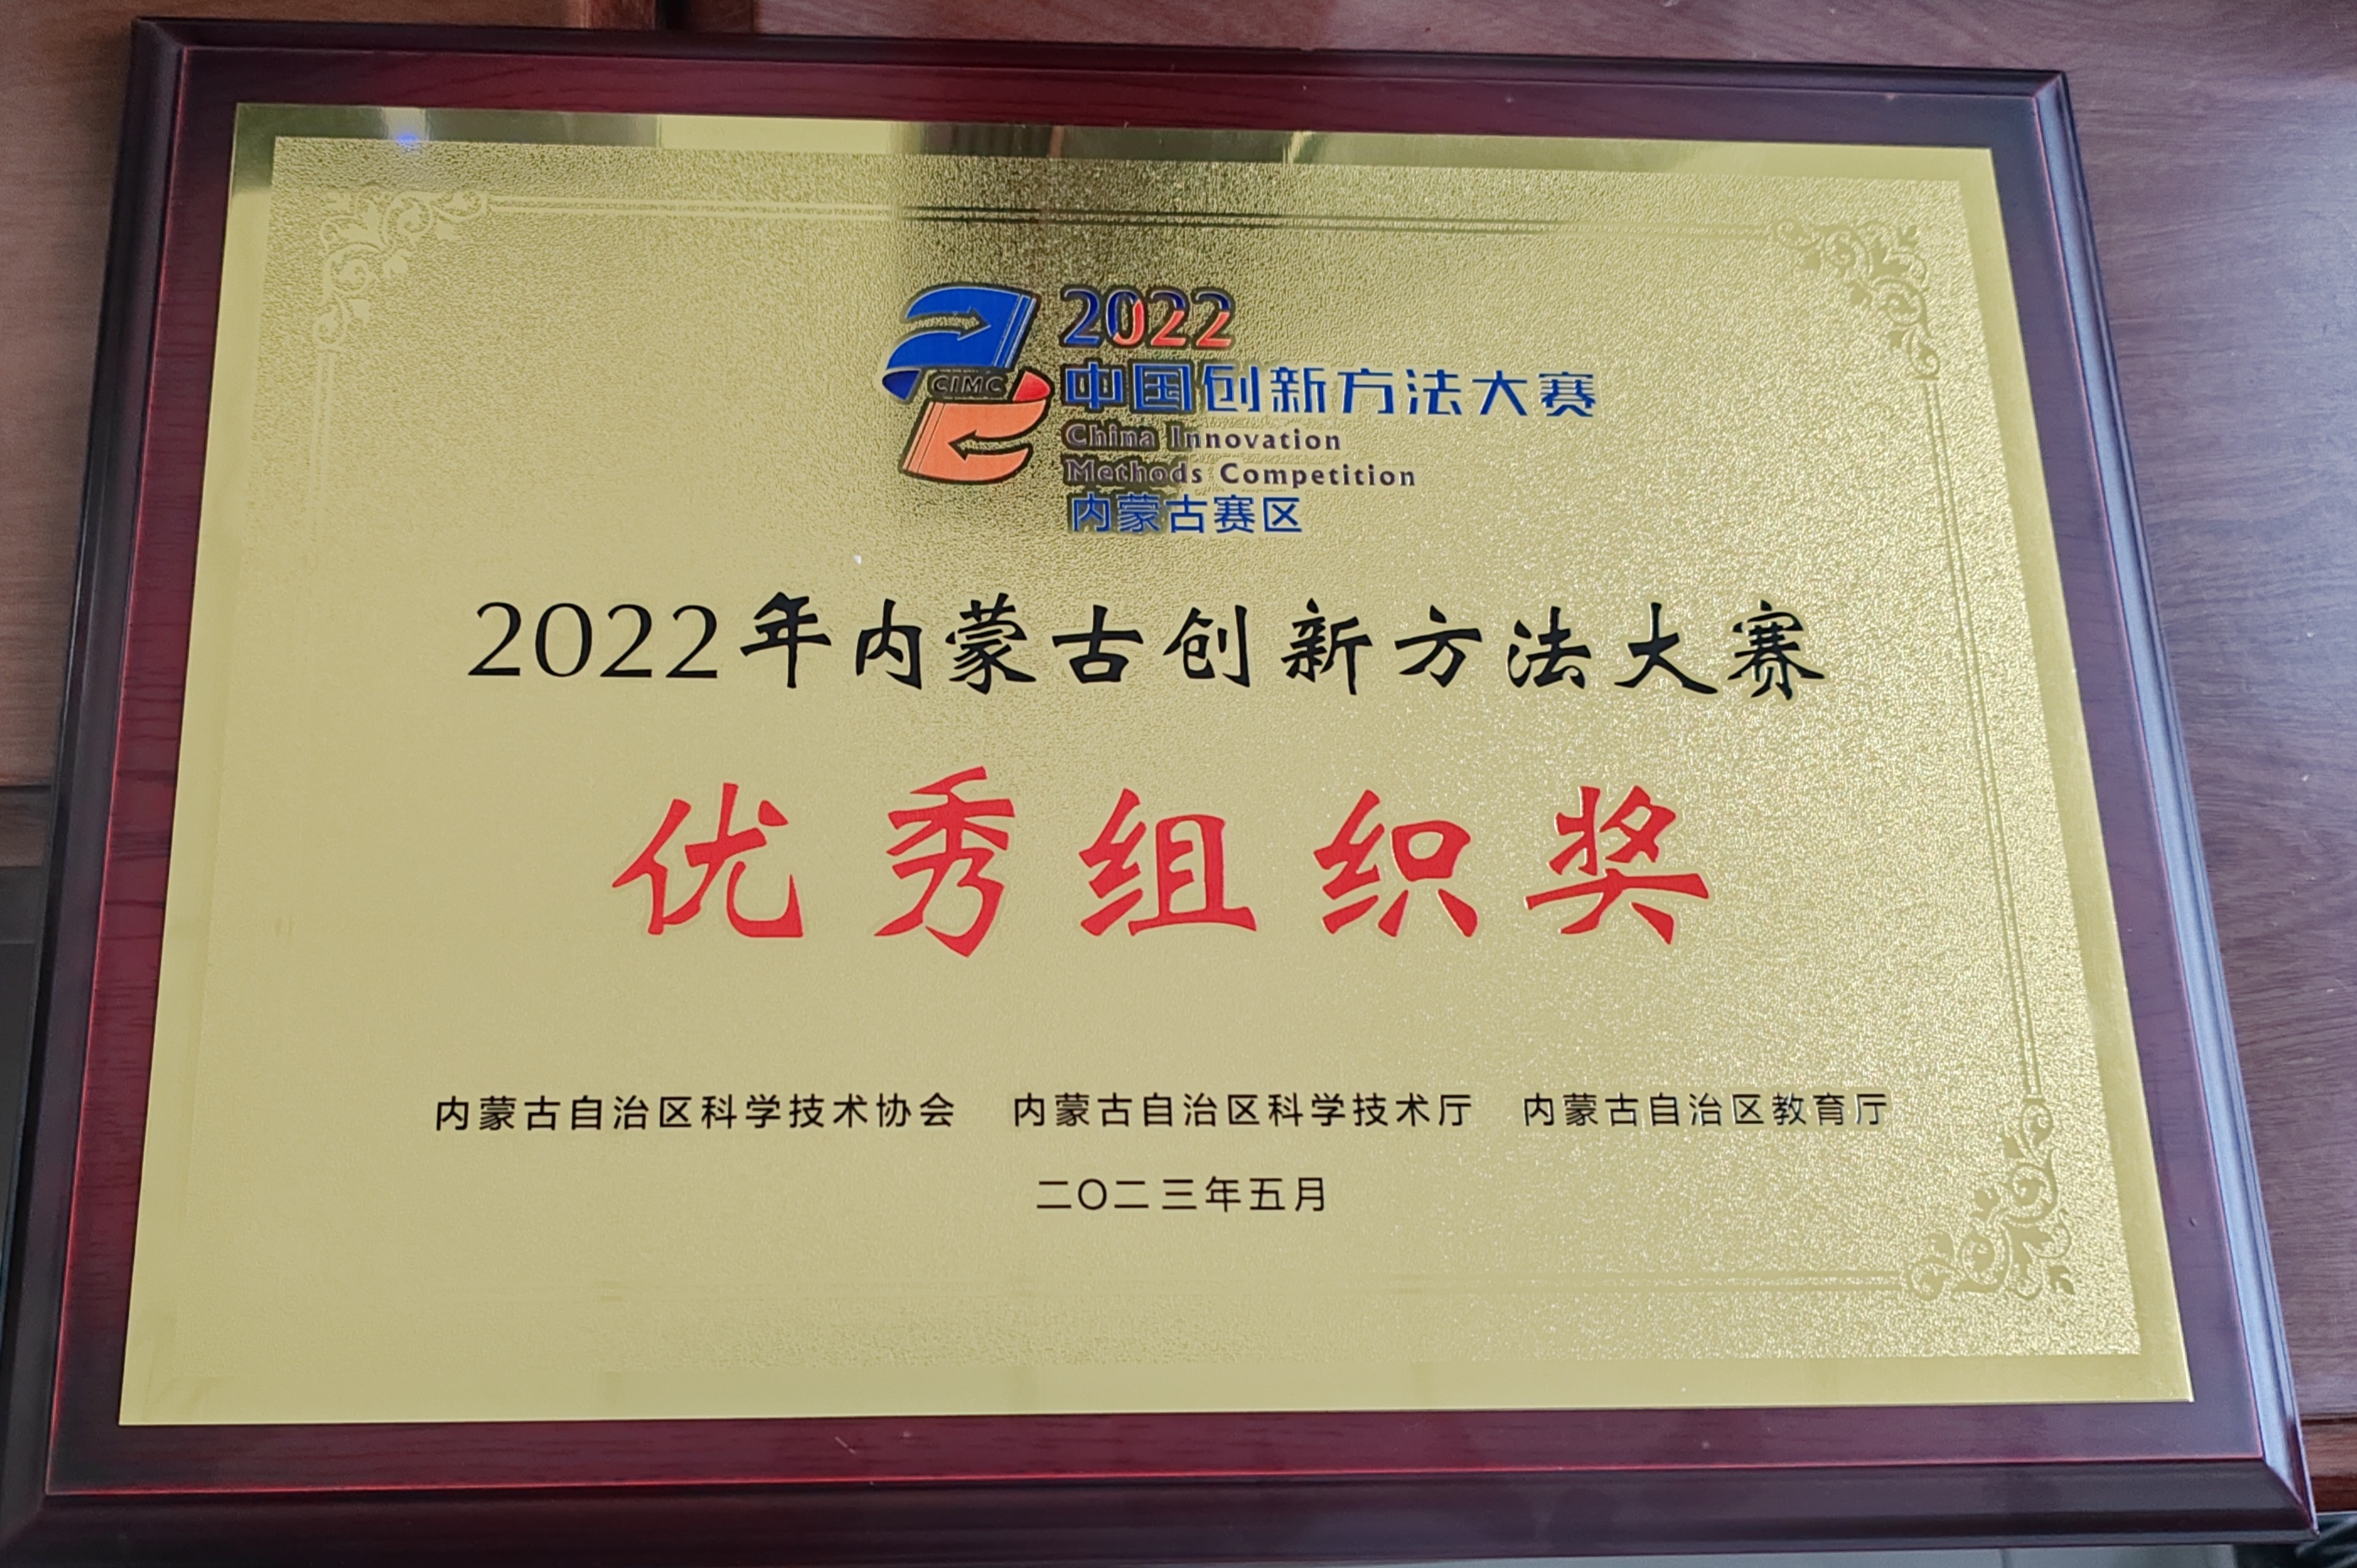 2022
CIMC
中国创新方法大赛
China Innovation
Methods Competition
内蒙古赛区
2022年内蒙古创新方法大赛
优秀组织奖
内蒙古自治区科学技术协会 内蒙古自治区科学技术厅 内蒙古自治区教育厅
二〇二三年五月